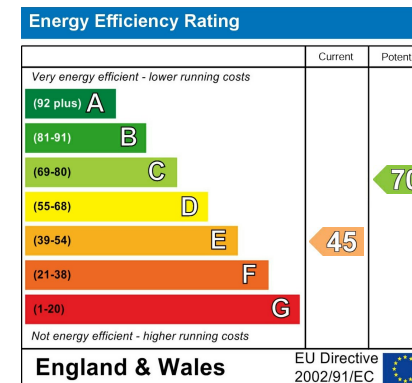 Energy Efficiency Rating
Current Potent
Very energy efficient - lower running costs
(92 plus) A
(81-91) B
(69-80) C
70
(55-68) D
(39-54) E
45
(21-38) F
(1-20) G
Not energy efficient - higher running costs
England & Wales
EU Directive
2002/91/EC